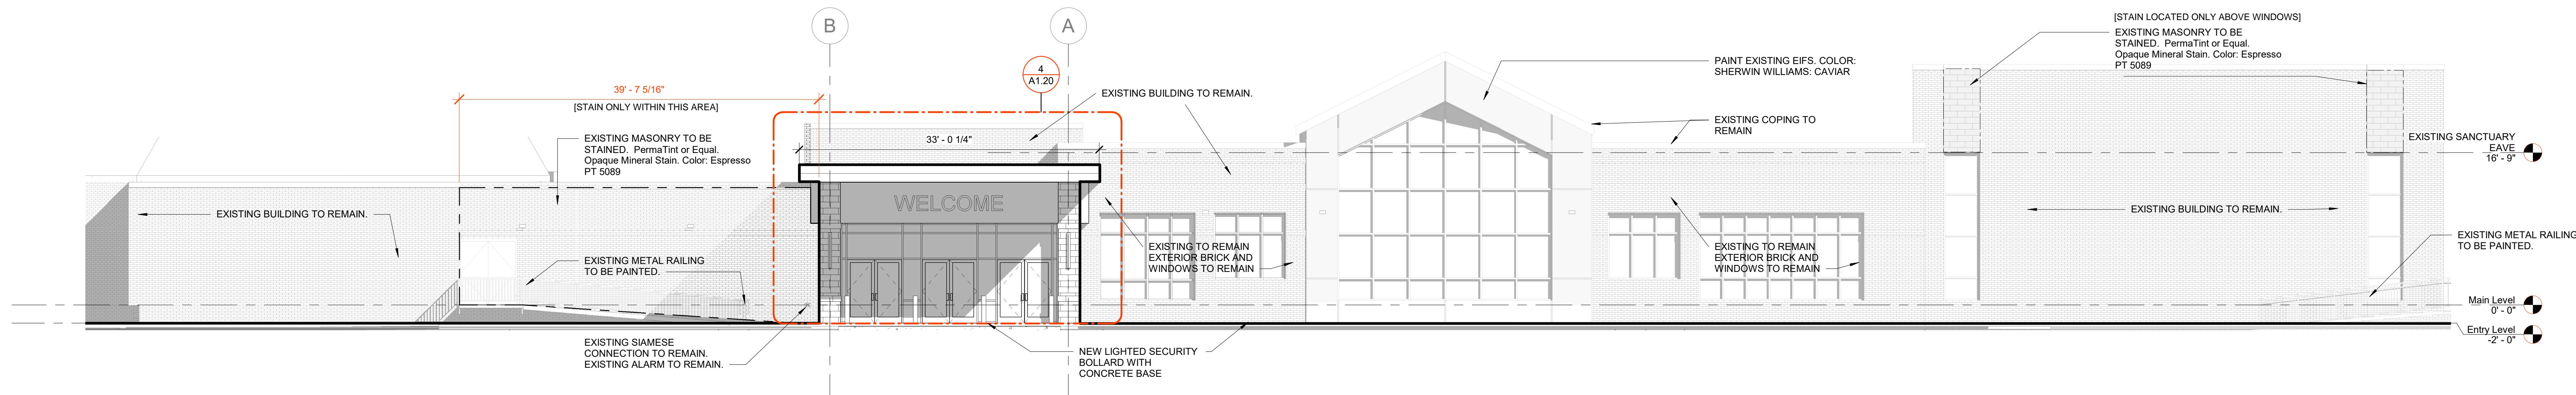 B
A
4
A1.20
39' - 7 5/16"
[STAIN ONLY WITHIN THIS AREA]
EXISTING MASONRY TO BE
STAINED.  PermaTint or Equal.
Opaque Mineral Stain. Color: Espresso
PT 5089
EXISTING BUILDING TO REMAIN.
EXISTING METAL RAILING
TO BE PAINTED.
EXISTING SIAMESE
CONNECTION TO REMAIN.
EXISTING ALARM TO REMAIN.
33' - 0 1/4"
WELCOME
EXISTING BUILDING TO REMAIN.
EXISTING TO REMAIN
EXTERIOR BRICK AND
WINDOWS TO REMAIN
NEW LIGHTED SECURITY
BOLLARD WITH
CONCRETE BASE
PAINT EXISTING EIFS. COLOR:
SHERWIN WILLIAMS: CAVIAR
EXISTING COPING TO
REMAIN
EXISTING TO REMAIN
EXTERIOR BRICK AND
WINDOWS TO REMAIN
[STAIN LOCATED ONLY ABOVE WINDOWS]
EXISTING MASONRY TO BE
STAINED.  PermaTint or Equal.
Opaque Mineral Stain. Color: Espresso
PT 5089
EXISTING BUILDING TO REMAIN.
EXISTING SANCTUARY
EAVE
16' - 9"
EXISTING METAL RAILING
TO BE PAINTED.
Main Level
0' - 0"
Entry Level
-2' - 0"